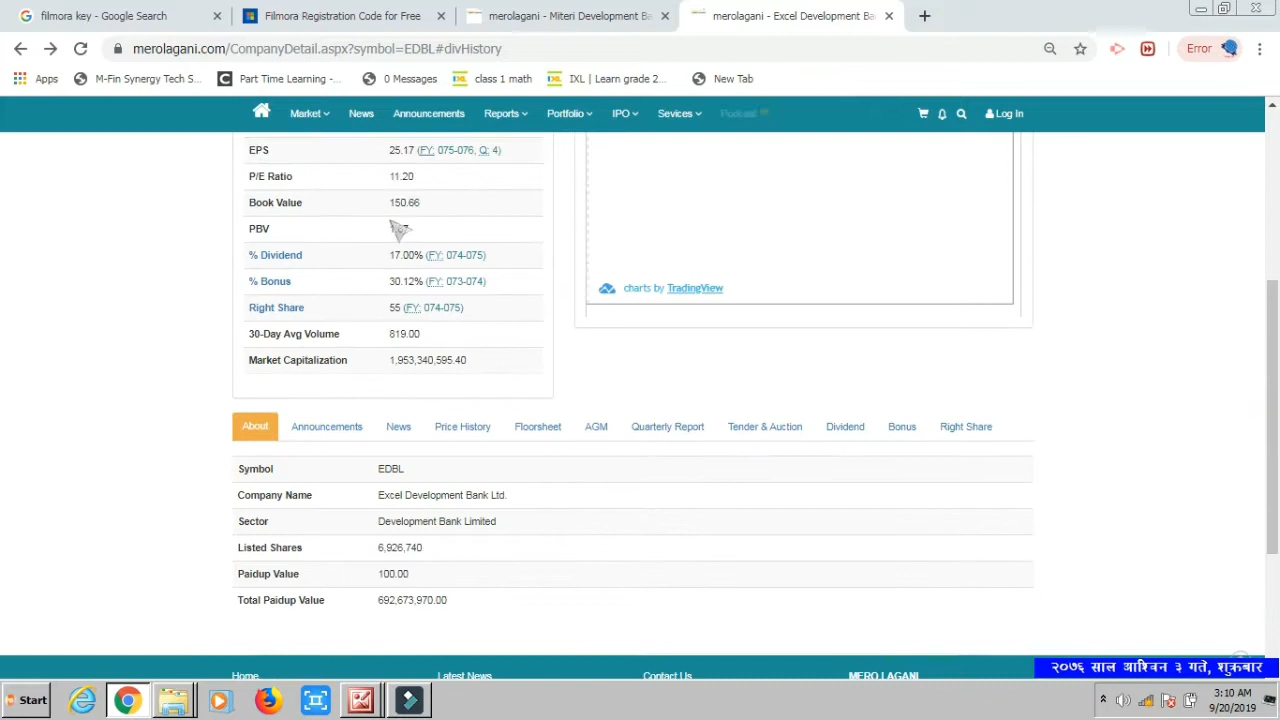 filmora key - Google Search
Filmora Registration Code for Free
merolagani - Miteri Development B
merolagani - Excel Development Ba
merolagani.com/CompanyDetail.aspx?symbol=EDBL#divHistory
Error
Apps
M-Fin Synergy Tech S...
Part Time Learning -...
0 Messages
class 1 math
IXL | Learn grade 2...
New Tab
Market
News
Announcements
Reports
Portfolio
IPO
Sevices
Podcast
Log In
EPS 25.17 (FY: 075-076, Q: 4)
P/E Ratio 11.20
Book Value 150.66
PBV
% Dividend 17.00% (FY: 074-075)
% Bonus 30.12% (FY: 073-074)
Right Share 55 (FY: 074-075)
30-Day Avg Volume 819.00
Market Capitalization 1,953,340,595.40
charts by TradingView
About Announcements News Price History Floorsheet AGM Quarterly Report Tender & Auction Dividend Bonus Right Share
Symbol EDBL
Company Name Excel Development Bank Ltd.
Sector Development Bank Limited
Listed Shares 6,926,740
Paidup Value 100.00
Total Paidup Value 692,673,970.00
Home Latest News Contact Us MERO LAGANI
२०७६ साल आश्विन ३ गते, शुक्रबार
Start
3:10 AM
9/20/2019